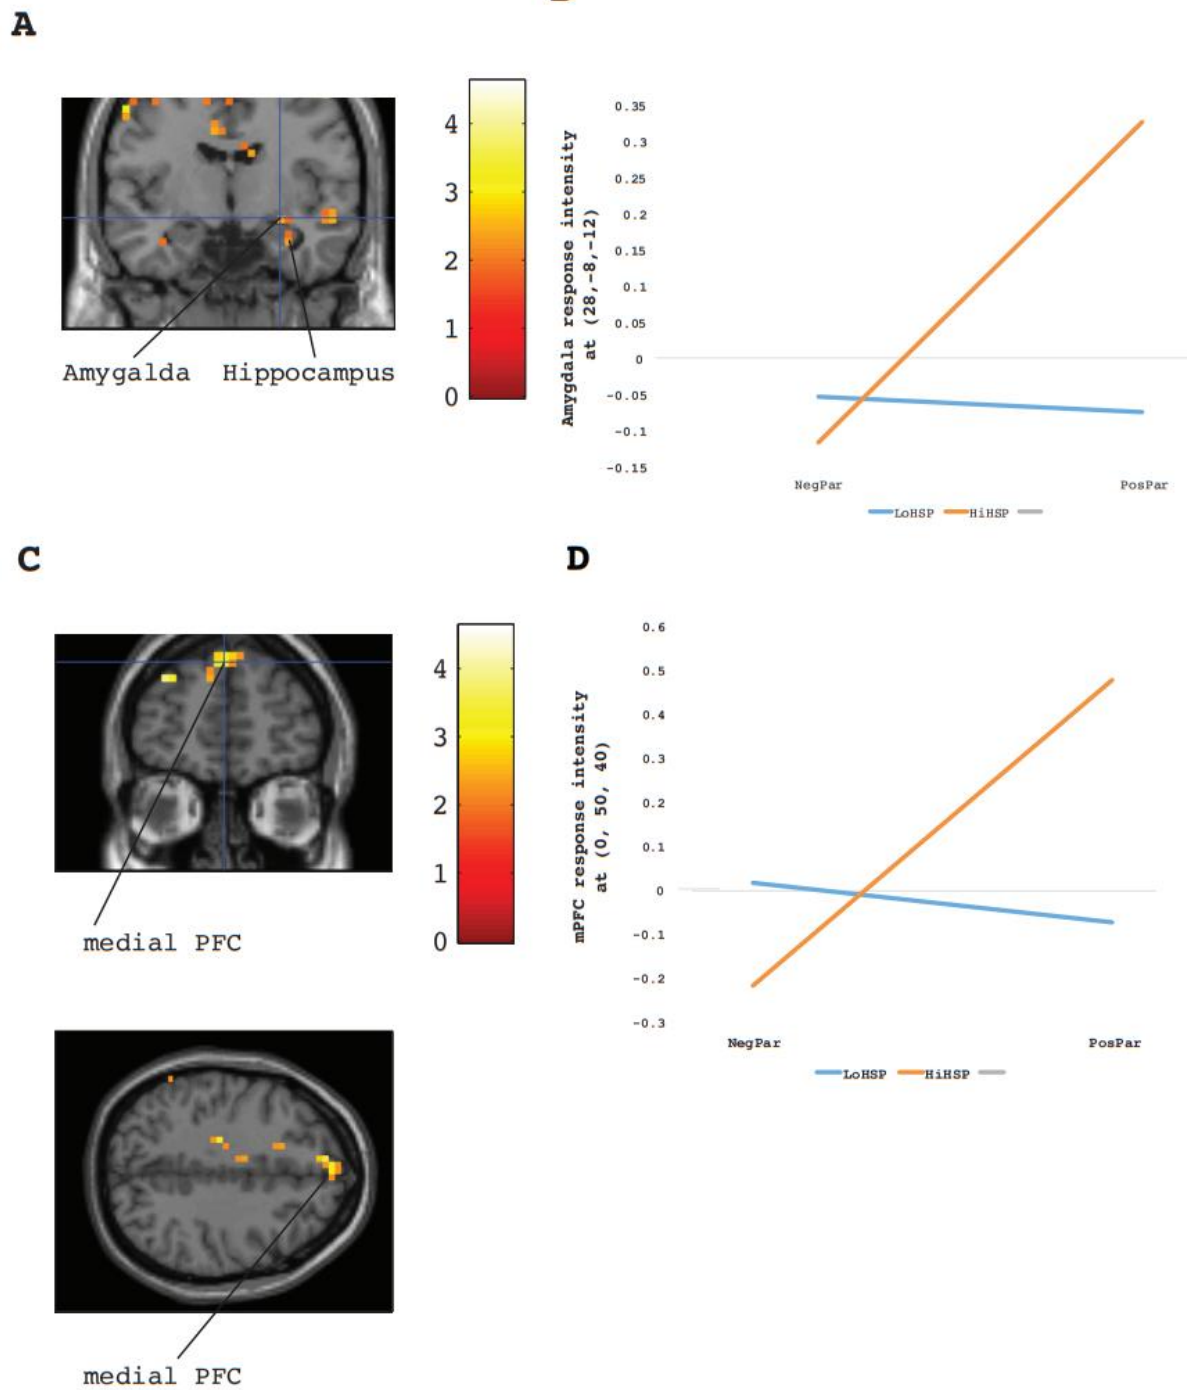 A
4
3
2
1
0
Amygalda
Hippocampus
Amygdala response intensity
at (28,-8,-12)
0.35
0.3
0.25
0.2
0.15
0.1
0.05
0
-0.05
-0.1
-0.15
NegPar
PosPar
LoHSP
HiHSP
C
4
3
2
1
0
medial PFC
medial PFC
D
mPFC response intensity
at (0, 50, 40)
0.6
0.5
0.4
0.3
0.2
0.1
0
-0.1
-0.2
-0.3
NegPar
PosPar
LoHSP
HiHSP